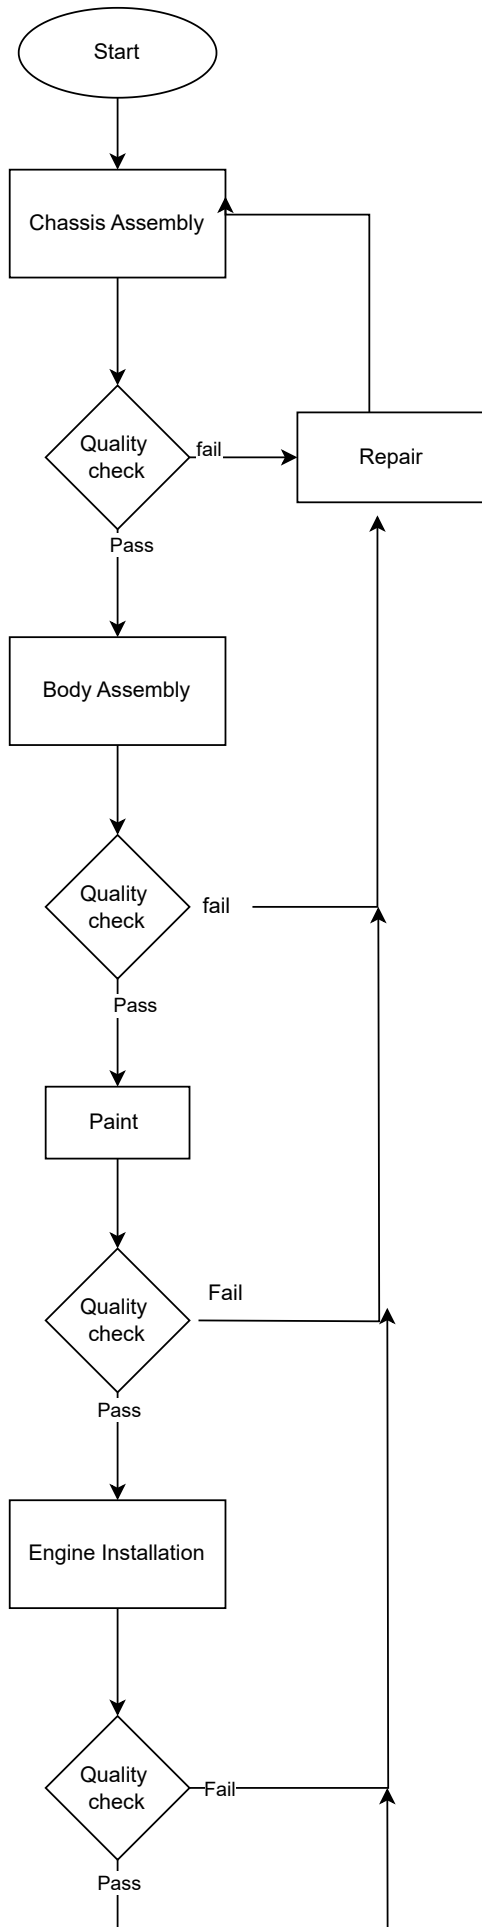 Start
Chassis Assembly
Quality
check
fail
Repair
Pass
Body Assembly
Quality
check
fail
Pass
Paint
Quality
check
Fail
Pass
Engine Installation
Quality
check
Fail
Pass